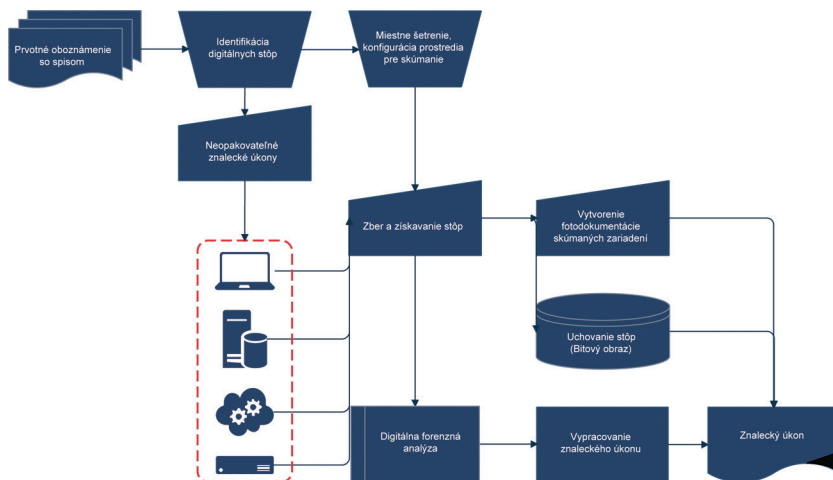 Prvotné oboznámenie
so spisom
Identifikácia
digitálnych stôp
Miestne šetrenie,
konfigurácia prostredia
pre skúmanie
Neopakovateľné
znalecké úkony
Zber a získavanie stôp
Vytvorenie
fotodokumentácie
skúmaných zariadení
Uchovanie stôp
(Bitový obraz)
Digitálna forenzná
analýza
Vypracovanie
znaleckého úkonu
Znalecký úkon